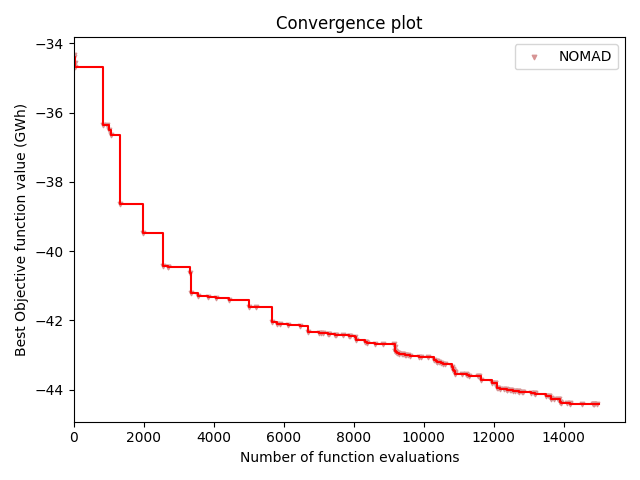 Convergence plot
NOMAD
Best Objective function value (GWh)
−34
−36
−38
−40
−42
−44
0 2000 4000 6000 8000 10000 12000 14000
Number of function evaluations